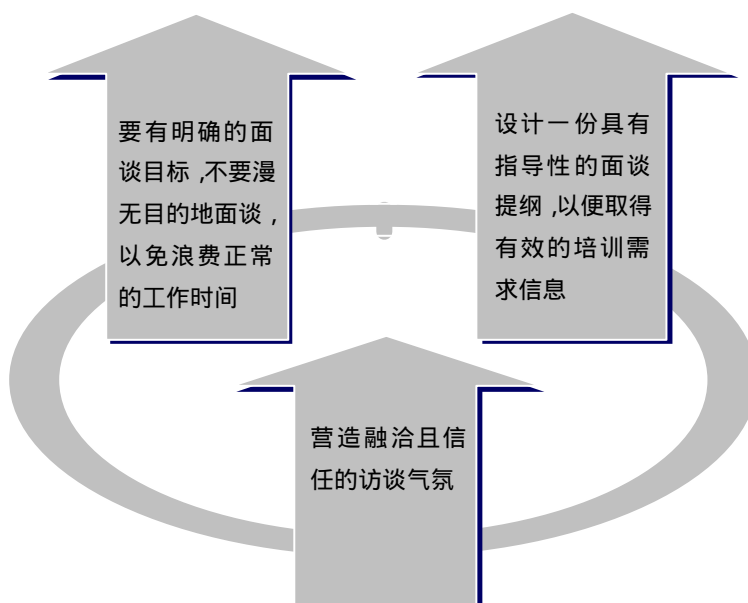 要有明确的面
谈目标,不要漫
无目的地面谈,
以免浪费正常
的工作时间
设计一份具有
指导性的面谈
提纲,以便取得
有效的培训需
求信息
营造融洽且信
任的访谈气氛